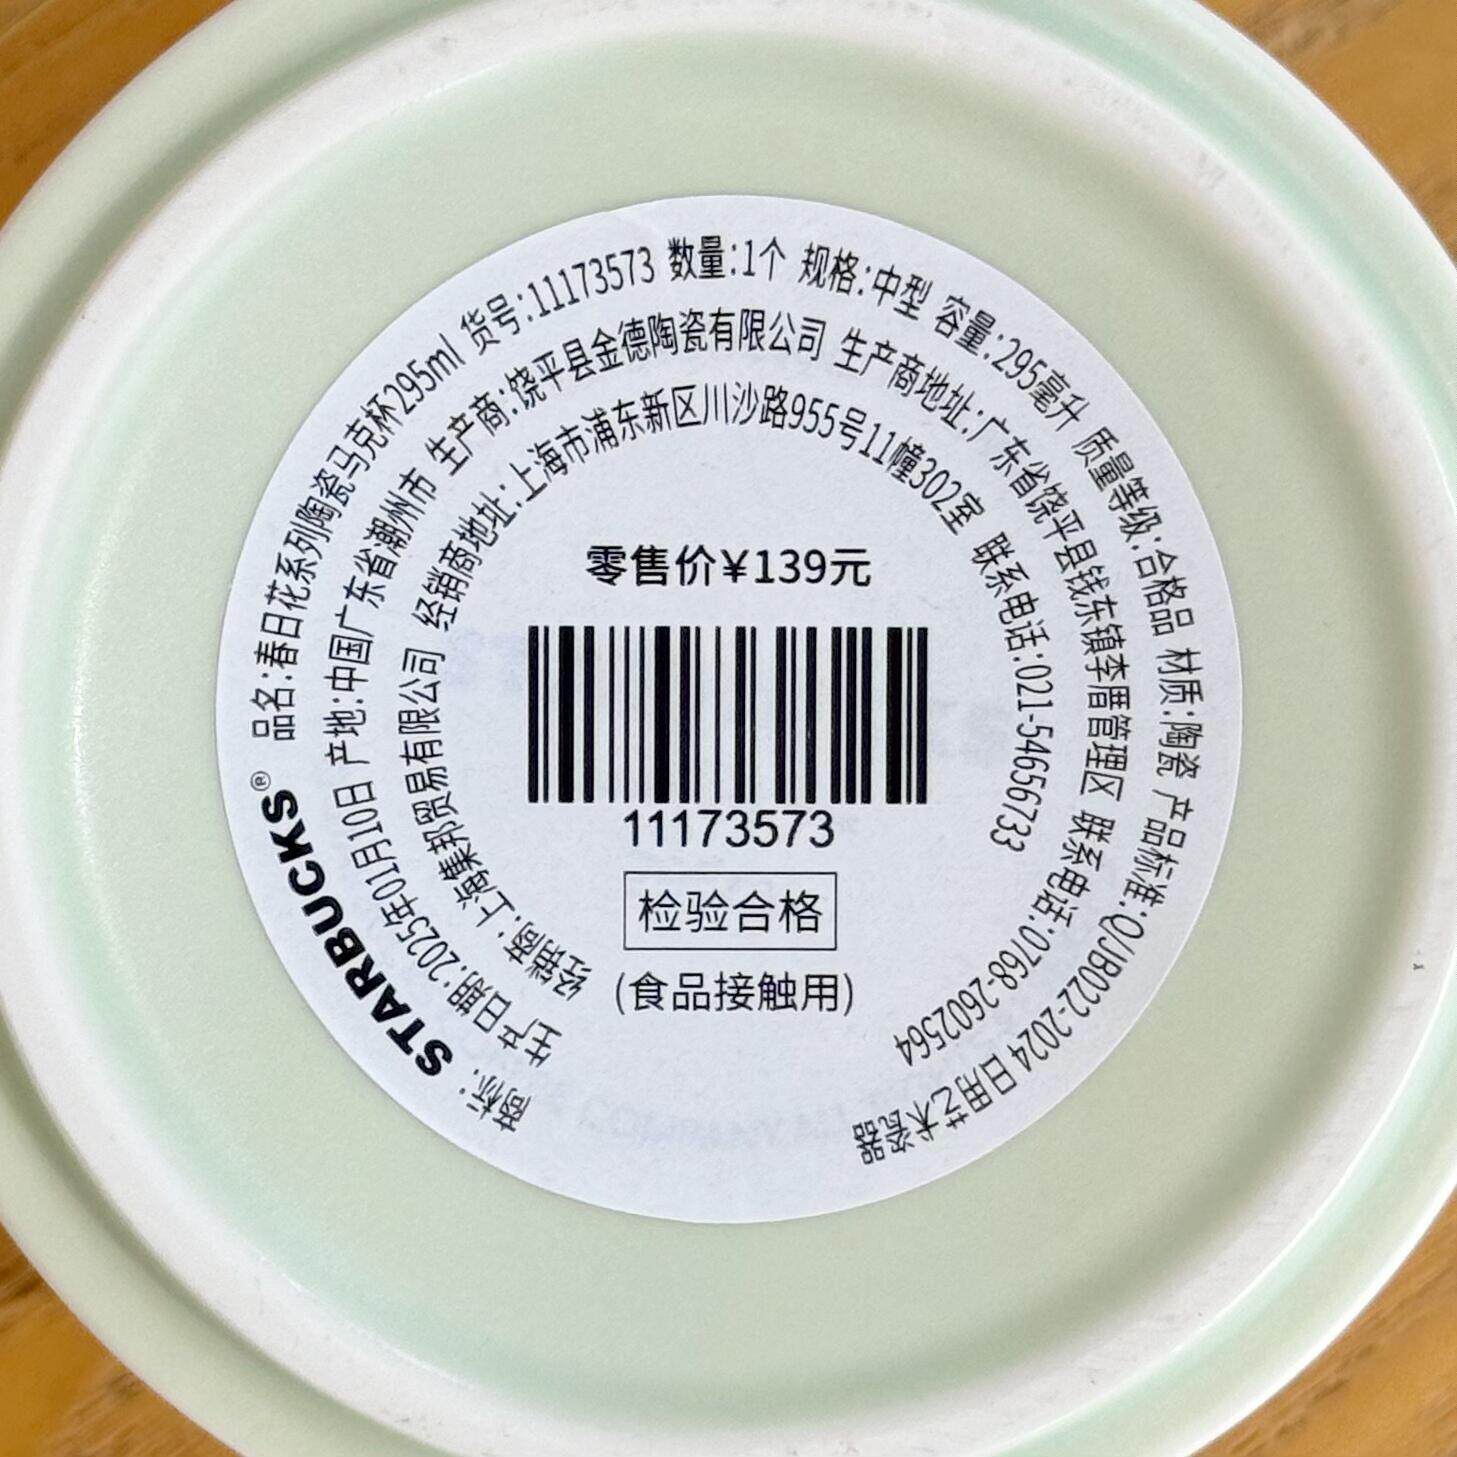 商标: STARBUCKS® 品名:春日花系列陶瓷马克杯295ml 货号:11173573 数量:1个 规格:中型 容量:295毫升 质量等级:合格品 材质:陶瓷 产品标准:Q/JB022-2024 日用艺术瓷器
生产日期:2025年01月10日 产地:中国广东省潮州市 生产商:饶平县金德陶瓷有限公司 生产商地址:广东省饶平县钱东镇李厝管理区 联系电话:0768-2602564
经销商:上海集邦贸易有限公司 经销商地址:上海市浦东新区川沙路955号11幢302室 联系电话:021-54656733
零售价¥139元
11173573
检验合格
(食品接触用)